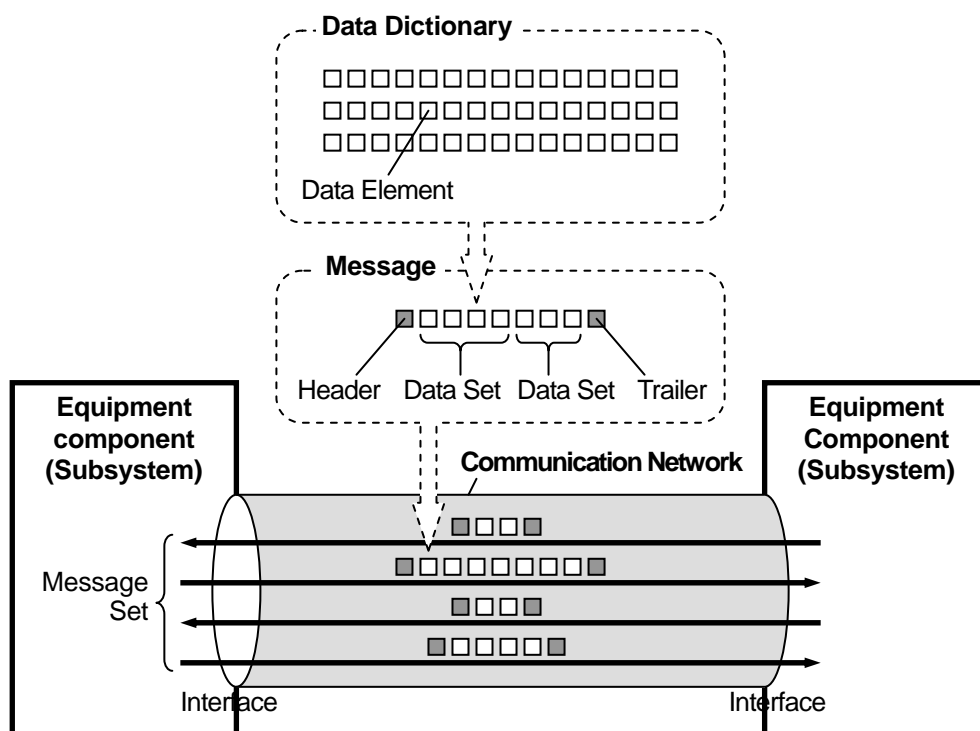 Data Dictionary
Data Element
Message
Header
Data Set
Data Set
Trailer
Equipment
component
(Subsystem)
Equipment
Component
(Subsystem)
Communication Network
Message
Set
Interface
Interface